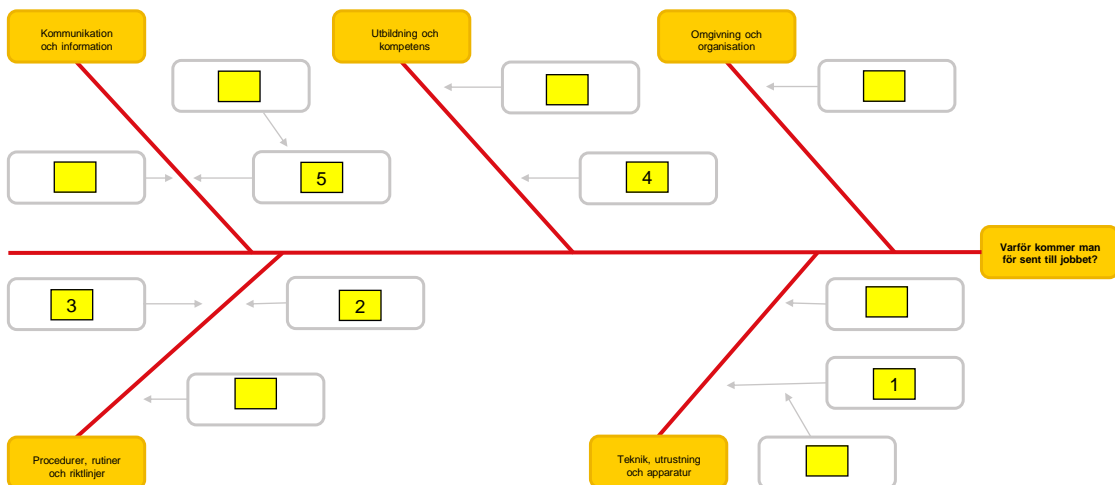 Kommunikation
och information
Utbildning och
kompetens
Omgivning och
organisation
5
4
Varför kommer man
för sent till jobbet?
3
2
1
Procedurer, rutiner
och riktlinjer
Teknik, utrustning
och apparatur